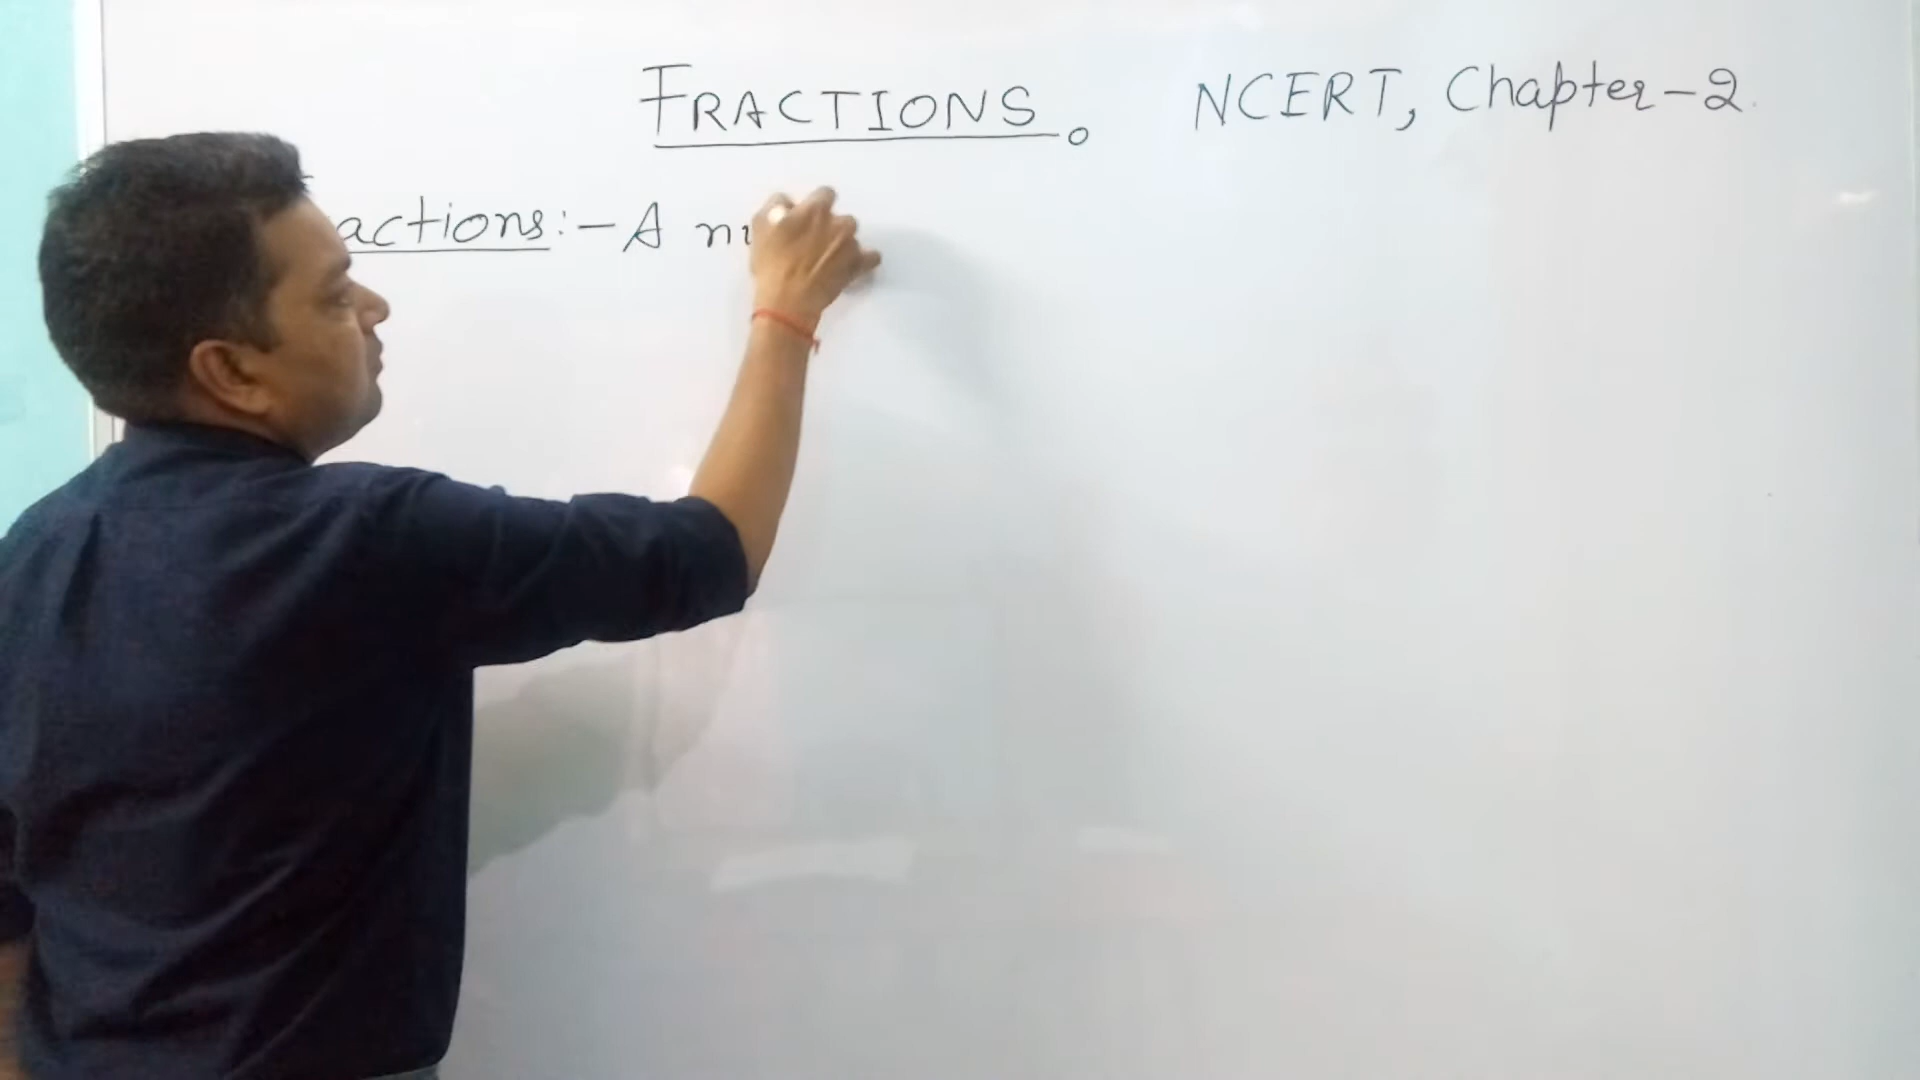 FRACTIONS. NCERT, Chapter-2.
actions:- A